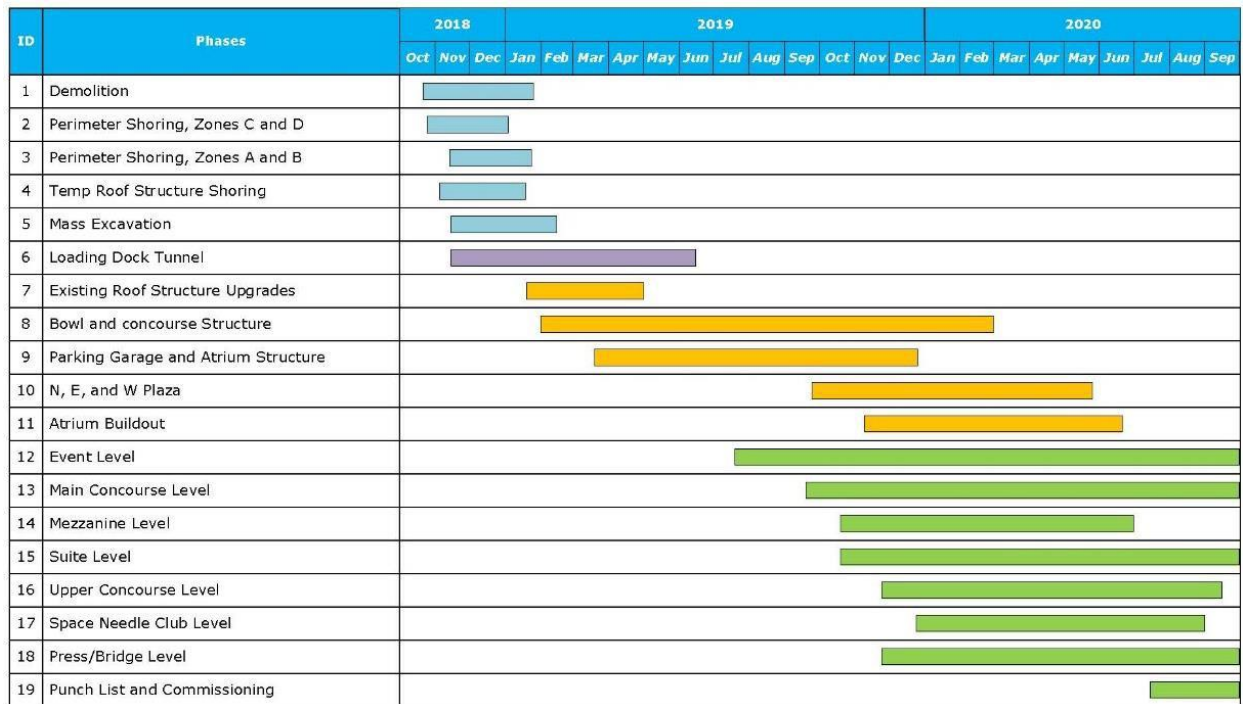 ID Phases 2018 2019 2020
Oct Nov Dec Jan Feb Mar Apr May Jun Jul Aug Sep Oct Nov Dec Jan Feb Mar Apr May Jun Jul Aug Sep
1 Demolition
2 Perimeter Shoring, Zones C and D
3 Perimeter Shoring, Zones A and B
4 Temp Roof Structure Shoring
5 Mass Excavation
6 Loading Dock Tunnel
7 Existing Roof Structure Upgrades
8 Bowl and concourse Structure
9 Parking Garage and Atrium Structure
10 N, E, and W Plaza
11 Atrium Buildout
12 Event Level
13 Main Concourse Level
14 Mezzanine Level
15 Suite Level
16 Upper Concourse Level
17 Space Needle Club Level
18 Press/Bridge Level
19 Punch List and Commissioning